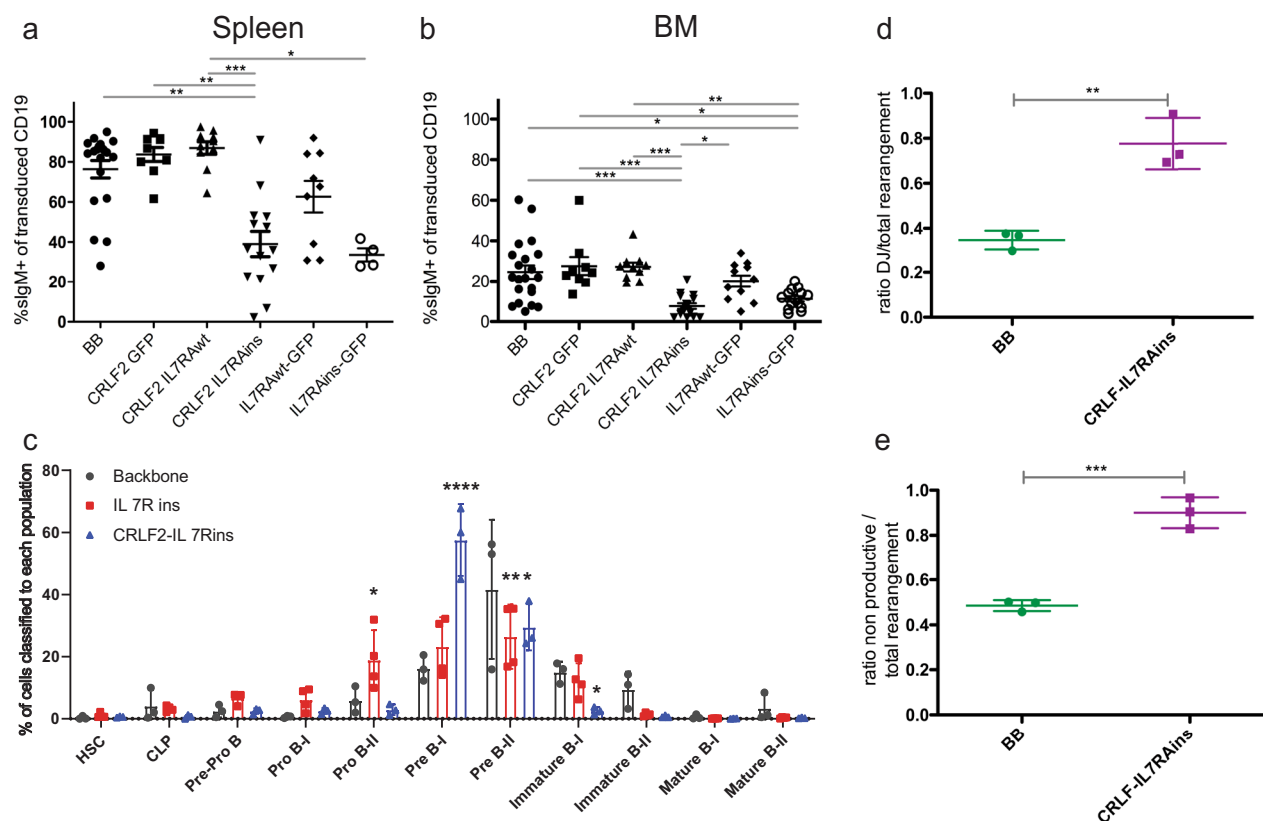 a
Spleen
%sIgM+ of transduced CD19
*
***
**
**
100
80
60
40
20
0
BB
CRLF2 GFP
CRLF2 IL7RAwt
CRLF2 IL7RAins
IL7RAwt-GFP
IL7RAins-GFP
b
BM
%sIgM+ of transduced CD19
**
*
*
***
*
***
***
100
80
60
40
20
0
BB
CRLF2 GFP
CRLF2 IL7RAwt
CRLF2 IL7RAins
IL7RAwt-GFP
IL7RAins-GFP
d
ratio DJ/total rearrangement
**
1.0
0.8
0.6
0.4
0.2
0.0
BB
CRLF-IL7RAins
c
% of cells classified to each population
80
60
40
20
0
Backbone
IL 7R ins
CRLF2-IL 7Rins
*
****
** *
*
HSC
CLP
Pre-Pro B
Pro B-I
Pro B-II
Pre B-I
Pre B-II
Immature B-I
Immature B-II
Mature B-I
Mature B-II
e
ratio non productive /
total rearrangement
***
1.0
0.8
0.6
0.4
0.2
0.0
BB
CRLF-IL7RAins